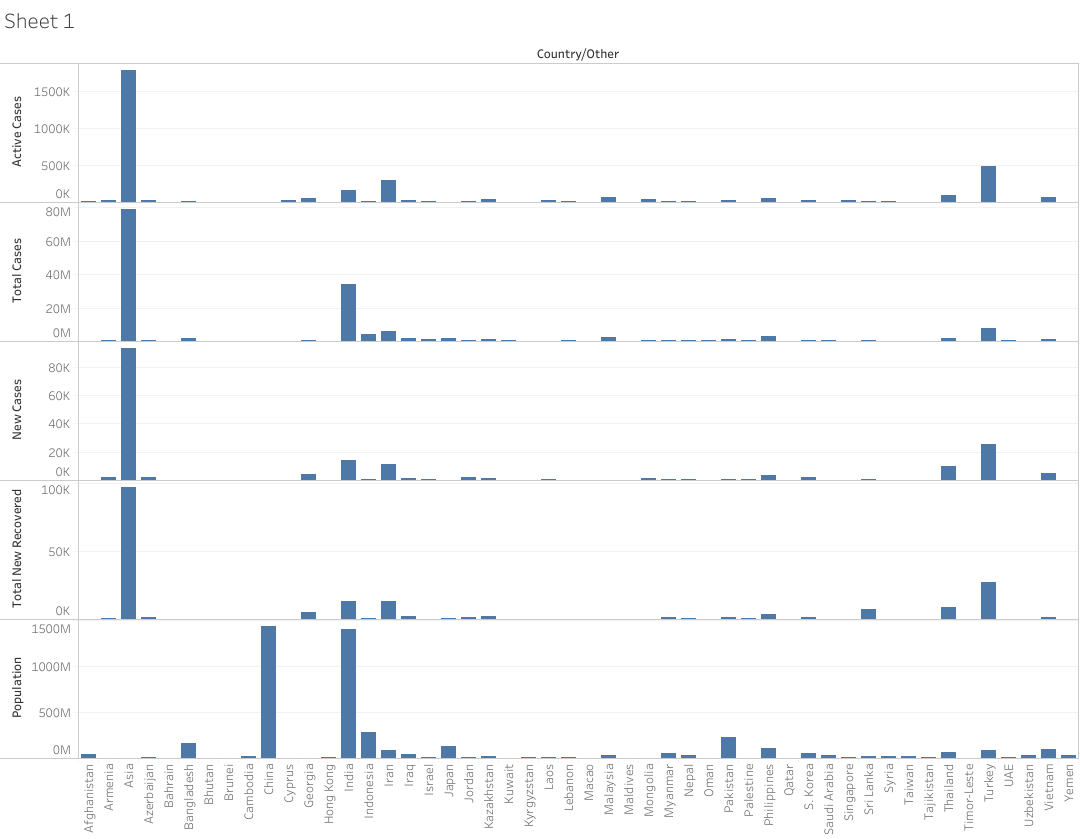 Sheet 1
Country/Other
Active Cases
1500K
1000K
500K
0K
Total Cases
80M
60M
40M
20M
0M
New Cases
80K
60K
40K
20K
0K
Total New Recovered
100K
50K
0K
Population
1500M
1000M
500M
0M
Afghanistan
Armenia
Asia
Azerbaijan
Bahrain
Bangladesh
Bhutan
Brunei
Cambodia
China
Cyprus
Georgia
Hong Kong
India
Indonesia
Iran
Iraq
Israel
Japan
Jordan
Kazakhstan
Kuwait
Kyrgyzstan
Laos
Lebanon
Macao
Malaysia
Maldives
Mongolia
Myanmar
Nepal
Oman
Pakistan
Palestine
Philippines
Qatar
S. Korea
Saudi Arabia
Singapore
Sri Lanka
Syria
Taiwan
Tajikistan
Thailand
Timor-Leste
Turkey
UAE
Uzbekistan
Vietnam
Yemen